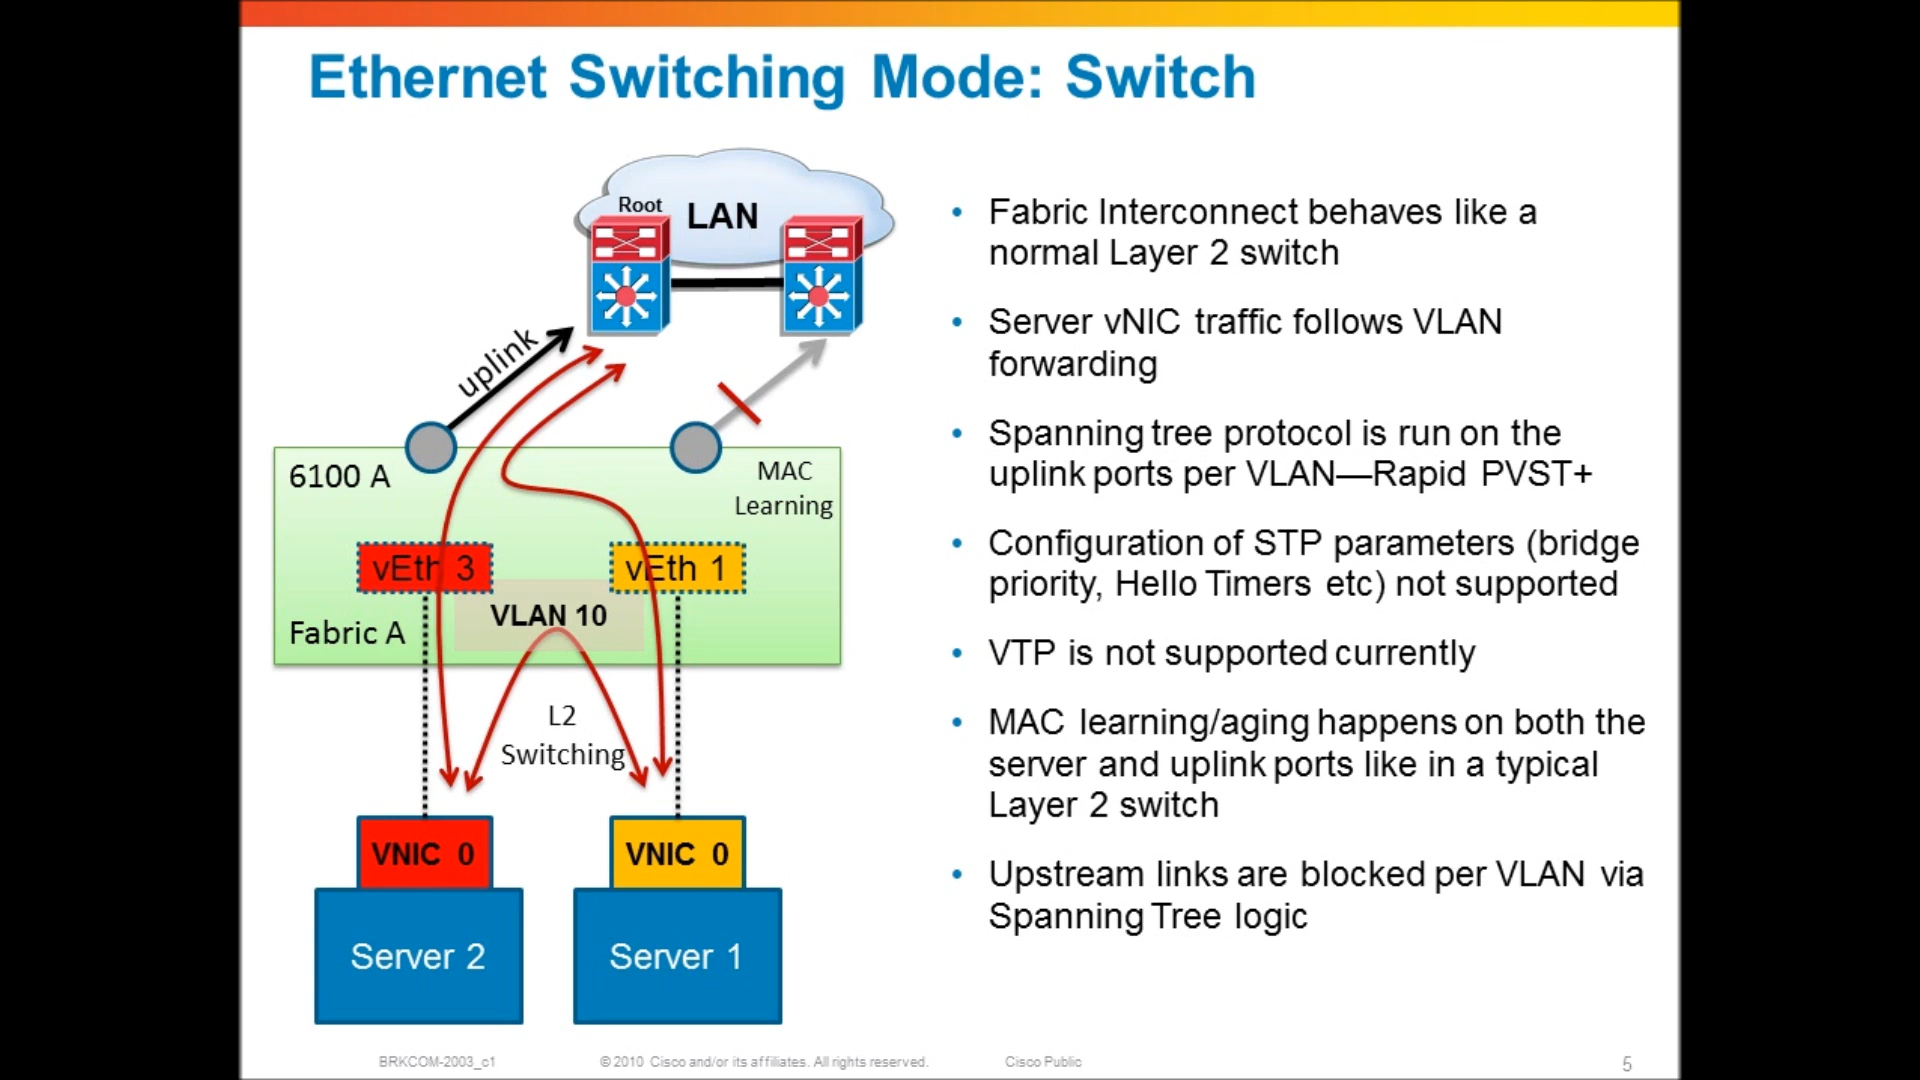 Ethernet Switching Mode: Switch
Root
LAN
uplink
6100 A
MAC
Learning
vEth 3
vEth 1
VLAN 10
Fabric A
L2
Switching
VNIC 0
VNIC 0
Server 2
Server 1
• Fabric Interconnect behaves like a
normal Layer 2 switch
• Server vNIC traffic follows VLAN
forwarding
• Spanning tree protocol is run on the
uplink ports per VLAN—Rapid PVST+
• Configuration of STP parameters (bridge
priority, Hello Timers etc) not supported
• VTP is not supported currently
• MAC learning/aging happens on both the
server and uplink ports like in a typical
Layer 2 switch
• Upstream links are blocked per VLAN via
Spanning Tree logic
BRKCOM-2003_c1
© 2010 Cisco and/or its affiliates. All rights reserved.
Cisco Public
5